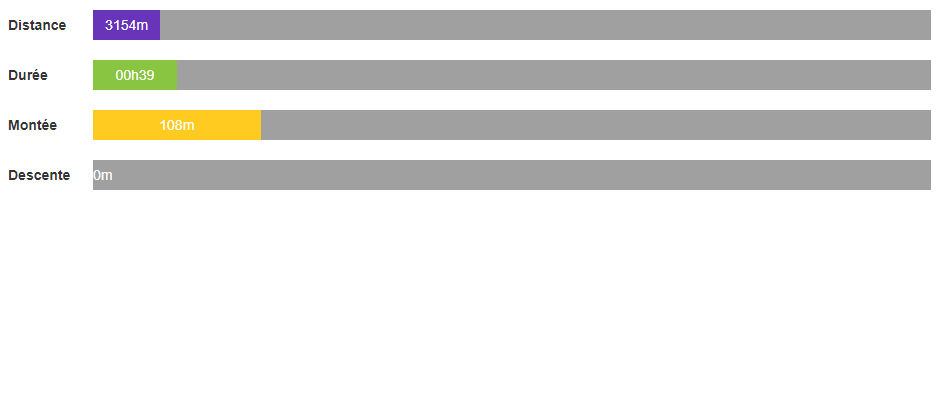 Distance 3154m
Durée 00h39
Montée 108m
Descente 0m